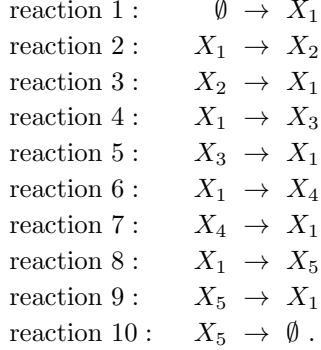 reaction 1 : ∅ → X₁
reaction 2 : X₁ → X₂
reaction 3 : X₂ → X₁
reaction 4 : X₁ → X₃
reaction 5 : X₃ → X₁
reaction 6 : X₁ → X₄
reaction 7 : X₄ → X₁
reaction 8 : X₁ → X₅
reaction 9 : X₅ → X₁
reaction 10 : X₅ → ∅ .